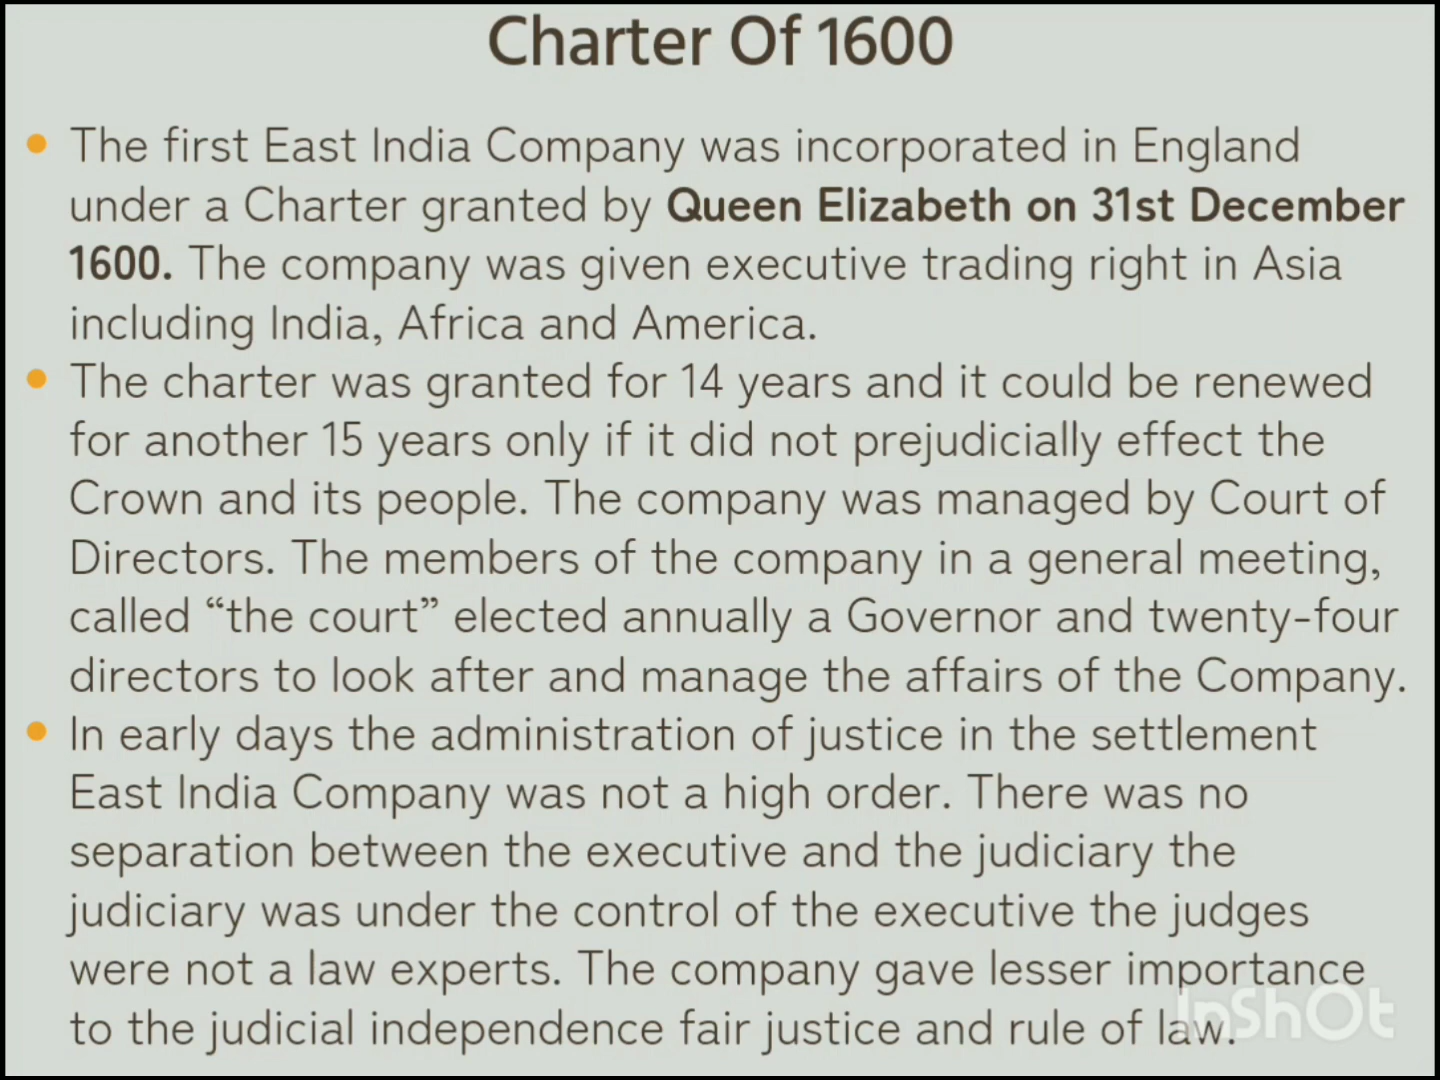 Charter Of 1600
• The first East India Company was incorporated in England
under a Charter granted by Queen Elizabeth on 31st December
1600. The company was given executive trading right in Asia
including India, Africa and America.
• The charter was granted for 14 years and it could be renewed
for another 15 years only if it did not prejudicially effect the
Crown and its people. The company was managed by Court of
Directors. The members of the company in a general meeting,
called “the court” elected annually a Governor and twenty-four
directors to look after and manage the affairs of the Company.
• In early days the administration of justice in the settlement
East India Company was not a high order. There was no
separation between the executive and the judiciary the
judiciary was under the control of the executive the judges
were not a law experts. The company gave lesser importance
to the judicial independence fair justice and rule of law.
InShOt